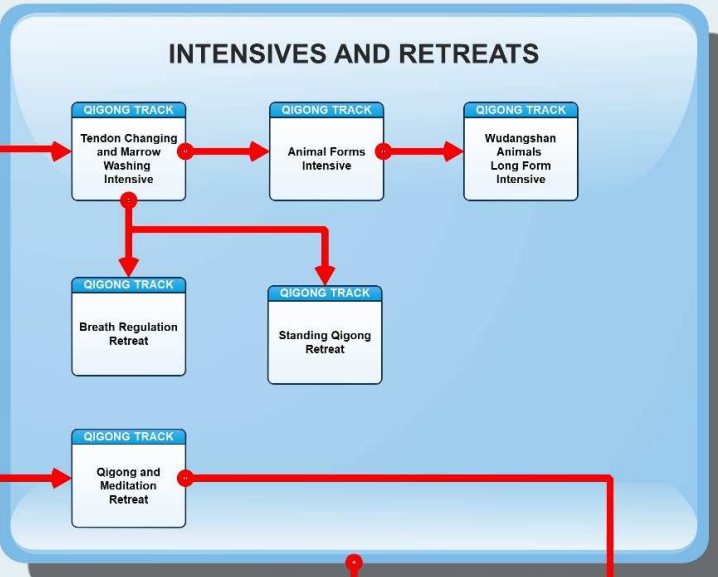 INTENSIVES AND RETREATS
QIGONG TRACK
Tendon Changing
and Marrow
Washing
Intensive
QIGONG TRACK
Animal Forms
Intensive
QIGONG TRACK
Wudangshan
Animals
Long Form
Intensive
QIGONG TRACK
Breath Regulation
Retreat
QIGONG TRACK
Standing Qigong
Retreat
QIGONG TRACK
Qigong and
Meditation
Retreat